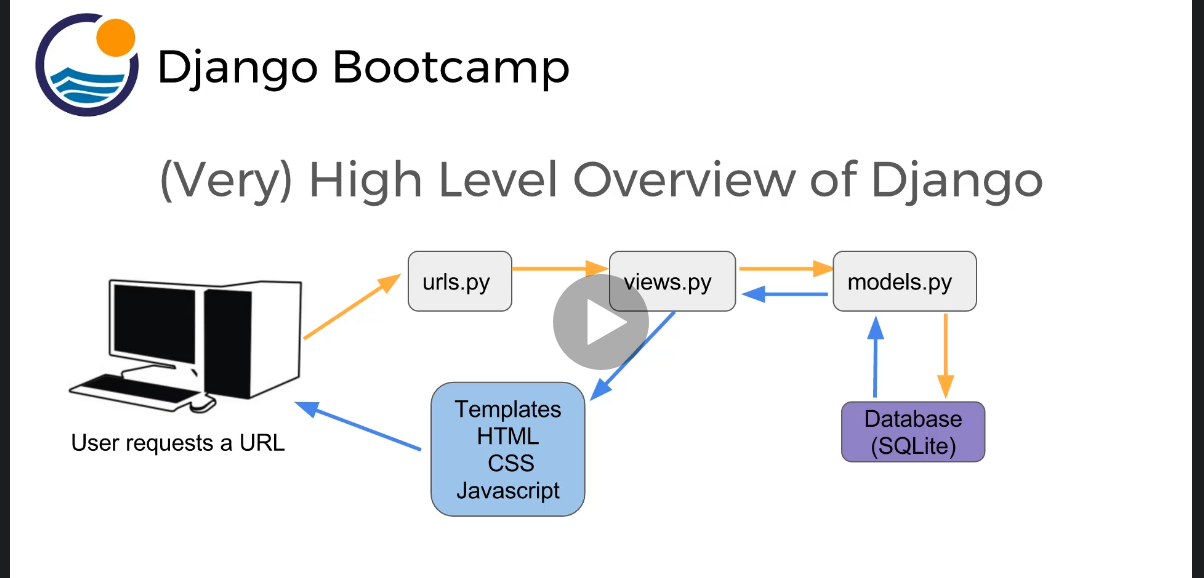 Django Bootcamp
(Very) High Level Overview of Django
urls.py
views.py
models.py
Templates
HTML
CSS
Javascript
Database
(SQLite)
User requests a URL